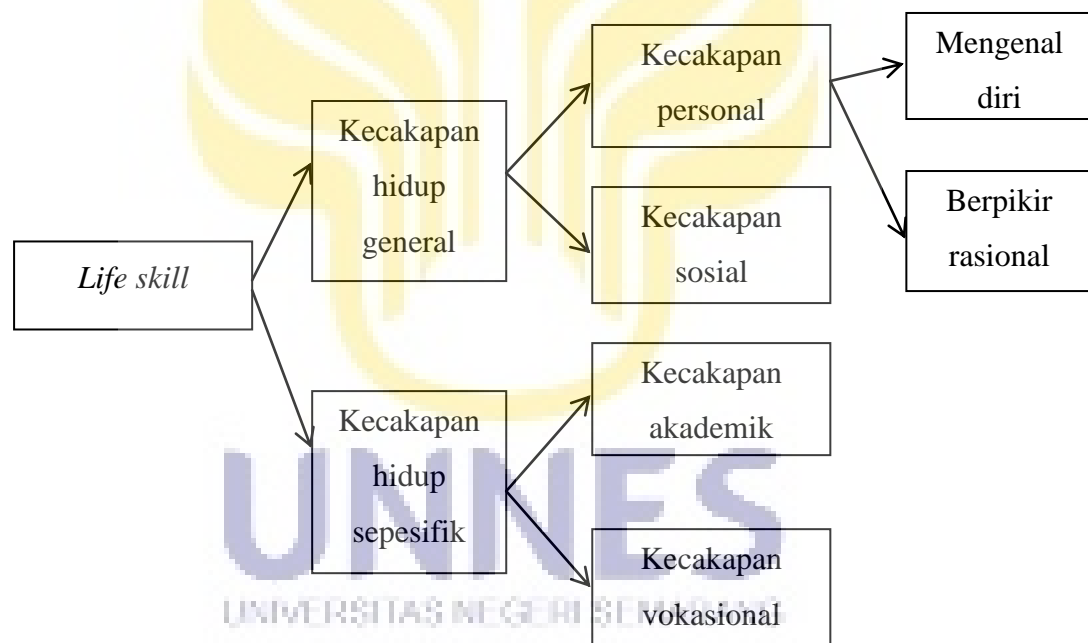 Life skill
Kecakapan
hidup
general
Kecakapan
hidup
sepesifik
Kecakapan
personal
Kecakapan
sosial
Kecakapan
akademik
Kecakapan
vokasional
Mengenal
diri
Berpikir
rasional
UNNES
UNIVERSITAS NEGERI SEMARANG